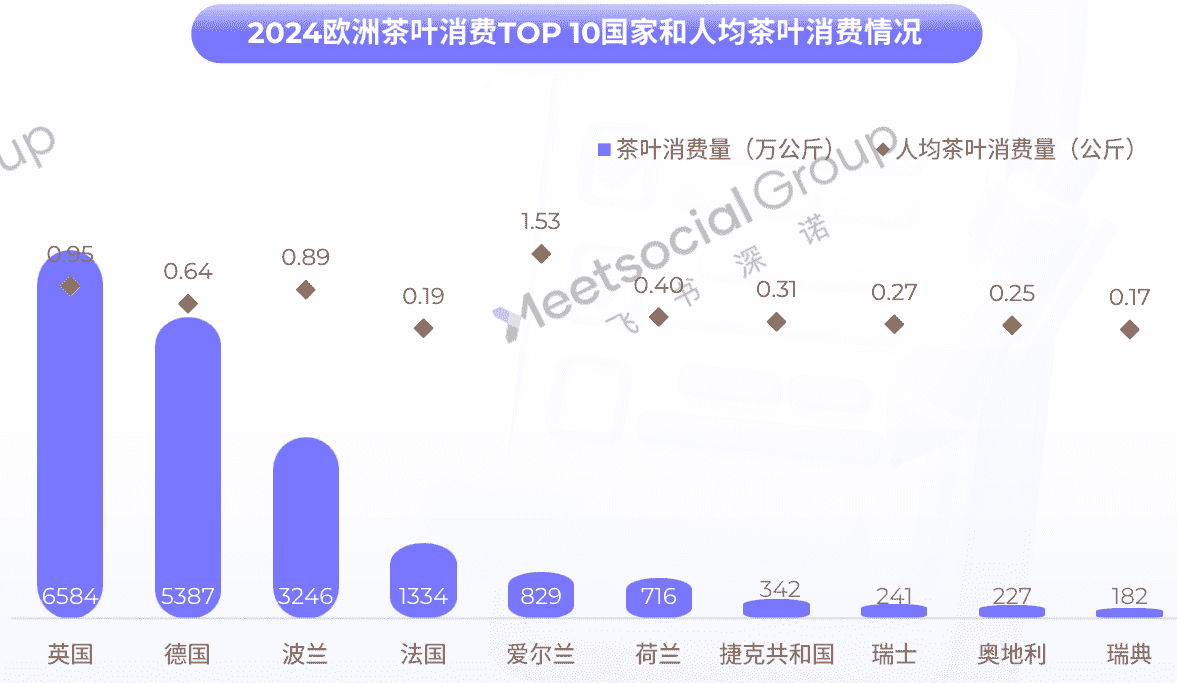 2024欧洲茶叶消费TOP 10国家和人均茶叶消费情况
up
茶叶消费量（万公斤） 人均茶叶消费量（公斤）
Meetsocial Group
飞书深诺
0.95 0.64 0.89 0.19 1.53 0.40 0.31 0.27 0.25 0.17
6584 5387 3246 1334 829 716 342 241 227 182
英国 德国 波兰 法国 爱尔兰 荷兰 捷克共和国 瑞士 奥地利 瑞典